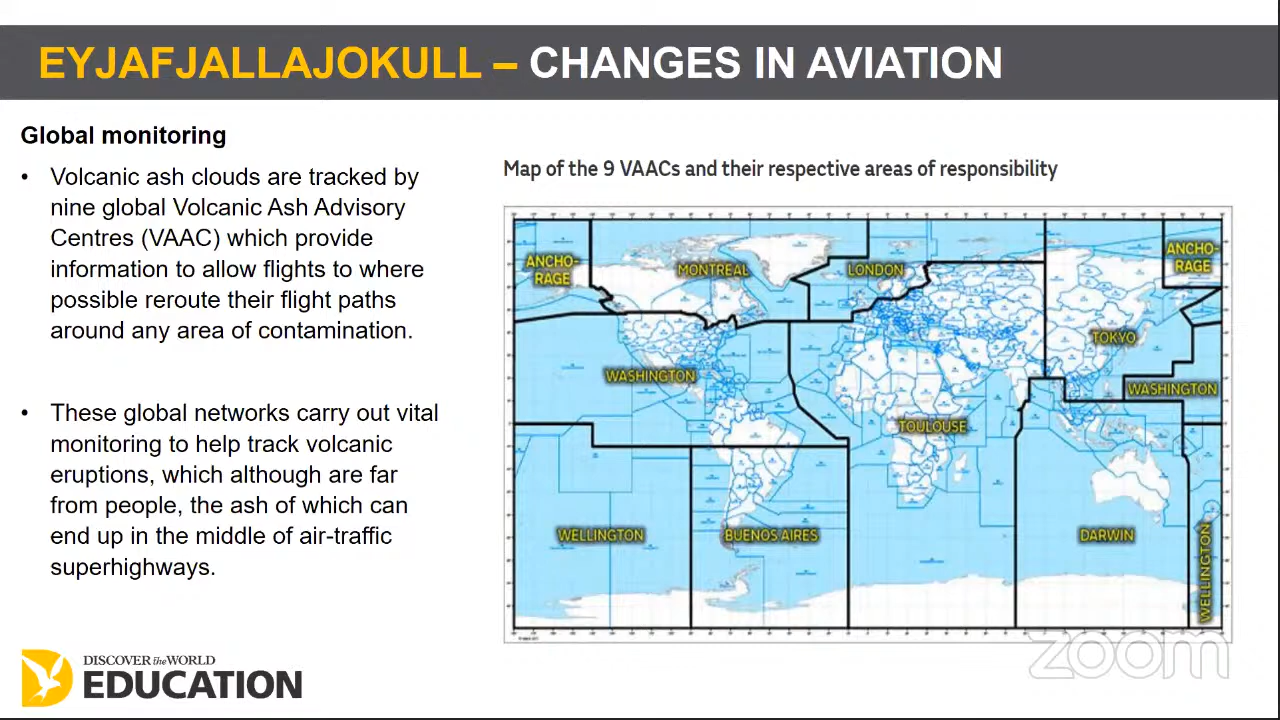 EYJAFJALLAJOKULL – CHANGES IN AVIATION
Global monitoring
• Volcanic ash clouds are tracked by
nine global Volcanic Ash Advisory
Centres (VAAC) which provide
information to allow flights to where
possible reroute their flight paths
around any area of contamination.
• These global networks carry out vital
monitoring to help track volcanic
eruptions, which although are far
from people, the ash of which can
end up in the middle of air-traffic
superhighways.
Map of the 9 VAACs and their respective areas of responsibility
ANCHO-
RAGE
MONTREAL
LONDON
ANCHO-
RAGE
TOKYO
WASHINGTON
WASHINGTON
TOULOUSE
WELLINGTON
BUENOS AIRES
DARWIN
WELLINGTON
DISCOVER the WORLD
EDUCATION
zoom